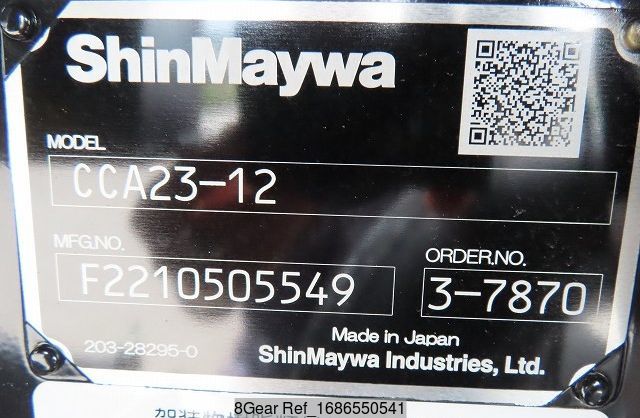 ShinMaywa
MODEL
CCA23-12
MFG.NO.
F2210505549
ORDER.NO.
3-7870
Made in Japan
203-28295-0
ShinMaywa Industries, Ltd.
8Gear Ref_1686550541